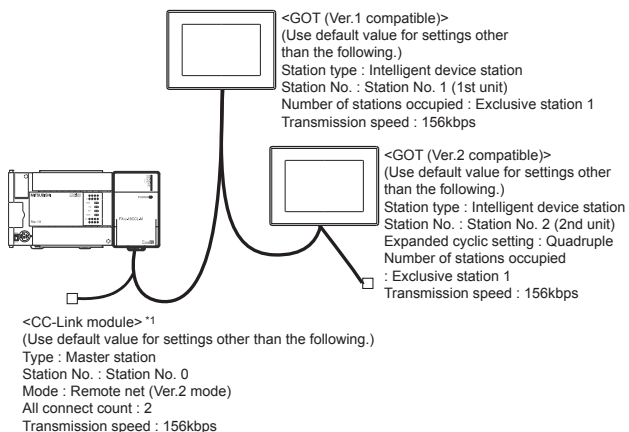 <GOT (Ver.1 compatible)>
(Use default value for settings other
than the following.)
Station type : Intelligent device station
Station No. : Station No. 1 (1st unit)
Number of stations occupied : Exclusive station 1
Transmission speed : 156kbps
<GOT (Ver.2 compatible)>
(Use default value for settings other
than the following.)
Station type : Intelligent device station
Station No. : Station No. 2 (2nd unit)
Expanded cyclic setting : Quadruple
Number of stations occupied
: Exclusive station 1
Transmission speed : 156kbps
MITSUBISHI
<CC-Link module> *1
(Use default value for settings other than the following.)
Type : Master station
Station No. : Station No. 0
Mode : Remote net (Ver.2 mode)
All connect count : 2
Transmission speed : 156kbps